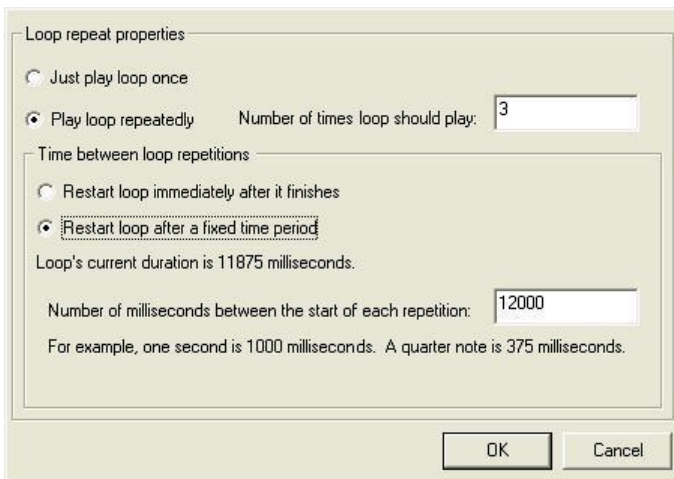 Loop repeat properties
Just play loop once
Play loop repeatedly Number of times loop should play: 3
Time between loop repetitions
Restart loop immediately after it finishes
Restart loop after a fixed time period
Loop's current duration is 11875 milliseconds.
Number of milliseconds between the start of each repetition: 12000
For example, one second is 1000 milliseconds. A quarter note is 375 milliseconds.
OK Cancel